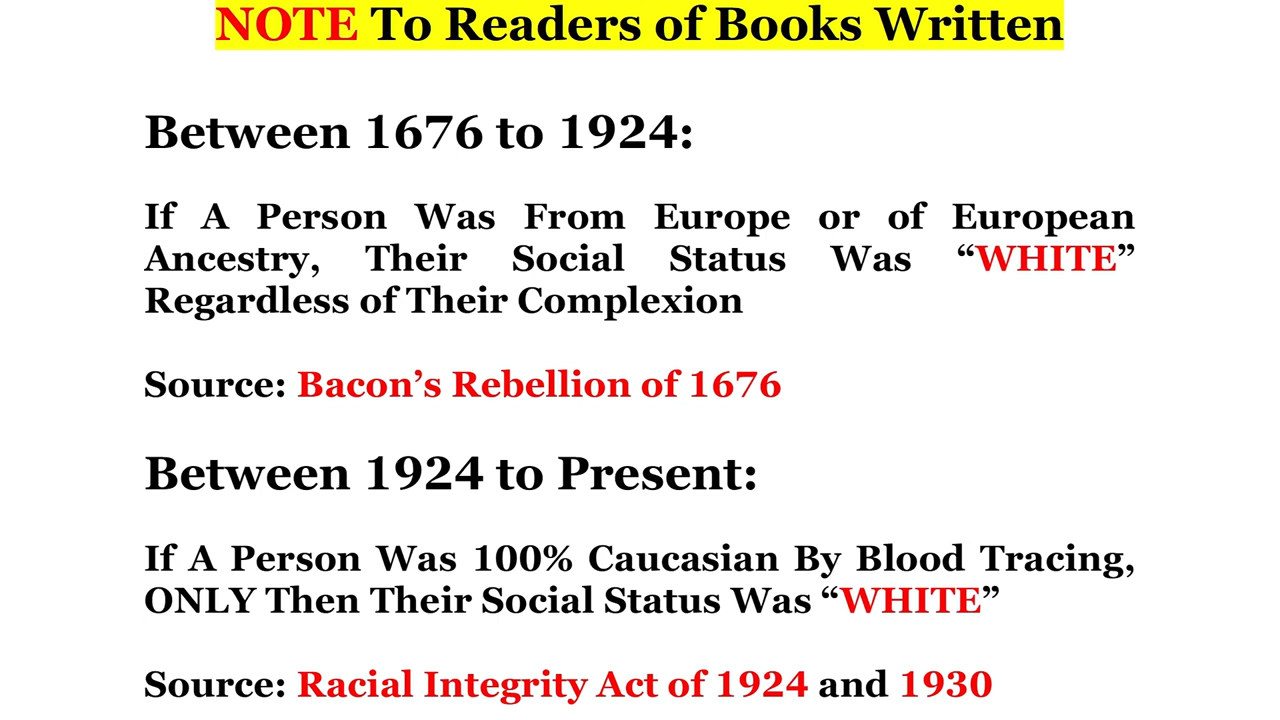 NOTE To Readers of Books Written
Between 1676 to 1924:
If A Person Was From Europe or of European
Ancestry, Their Social Status Was “WHITE”
Regardless of Their Complexion
Source: Bacon’s Rebellion of 1676
Between 1924 to Present:
If A Person Was 100% Caucasian By Blood Tracing,
ONLY Then Their Social Status Was “WHITE”
Source: Racial Integrity Act of 1924 and 1930